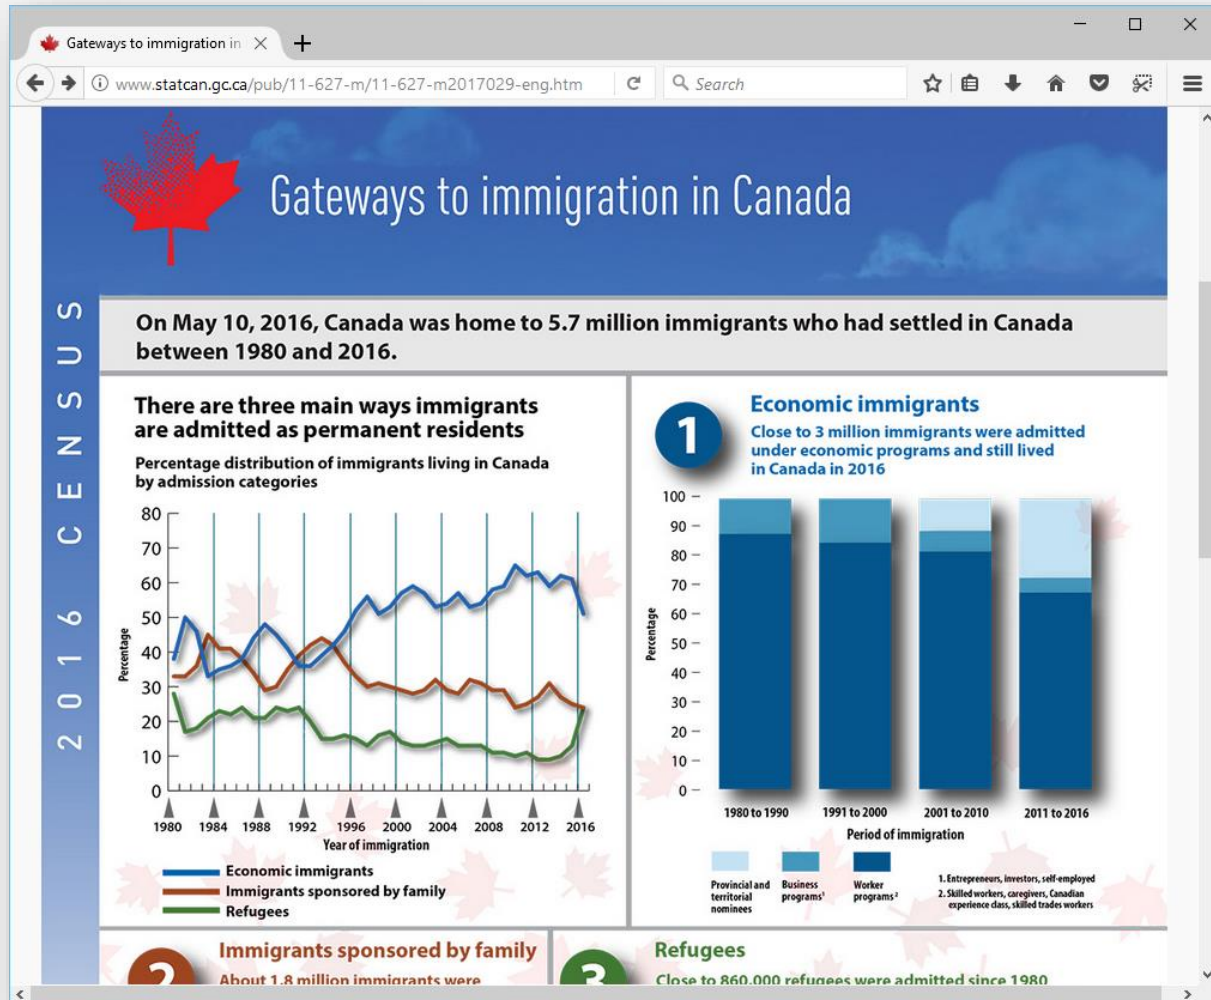 Gateways to immigration in
www.statcan.gc.ca/pub/11-627-m/11-627-m2017029-eng.htm
Search
Gateways to immigration in Canada
2016 CENSUS
On May 10, 2016, Canada was home to 5.7 million immigrants who had settled in Canada
between 1980 and 2016.
There are three main ways immigrants
are admitted as permanent residents
Percentage distribution of immigrants living in Canada
by admission categories
80
70
60
50
40
30
20
10
0
Percentage
1980 1984 1988 1992 1996 2000 2004 2008 2012 2016
Year of immigration
Economic immigrants
Immigrants sponsored by family
Refugees
1
Economic immigrants
Close to 3 million immigrants were admitted
under economic programs and still lived
in Canada in 2016
100
90
80
70
60
50
40
30
20
10
0
Percentage
1980 to 1990 1991 to 2000 2001 to 2010 2011 to 2016
Period of immigration
Provincial and
territorial
nominees
Business
programs¹
Worker
programs²
1. Entrepreneurs, investors, self-employed
2. Skilled workers, caregivers, Canadian
experience class, skilled trades workers
2
Immigrants sponsored by family
About 1.8 million immigrants were
3
Refugees
Close to 860,000 refugees were admitted since 1980